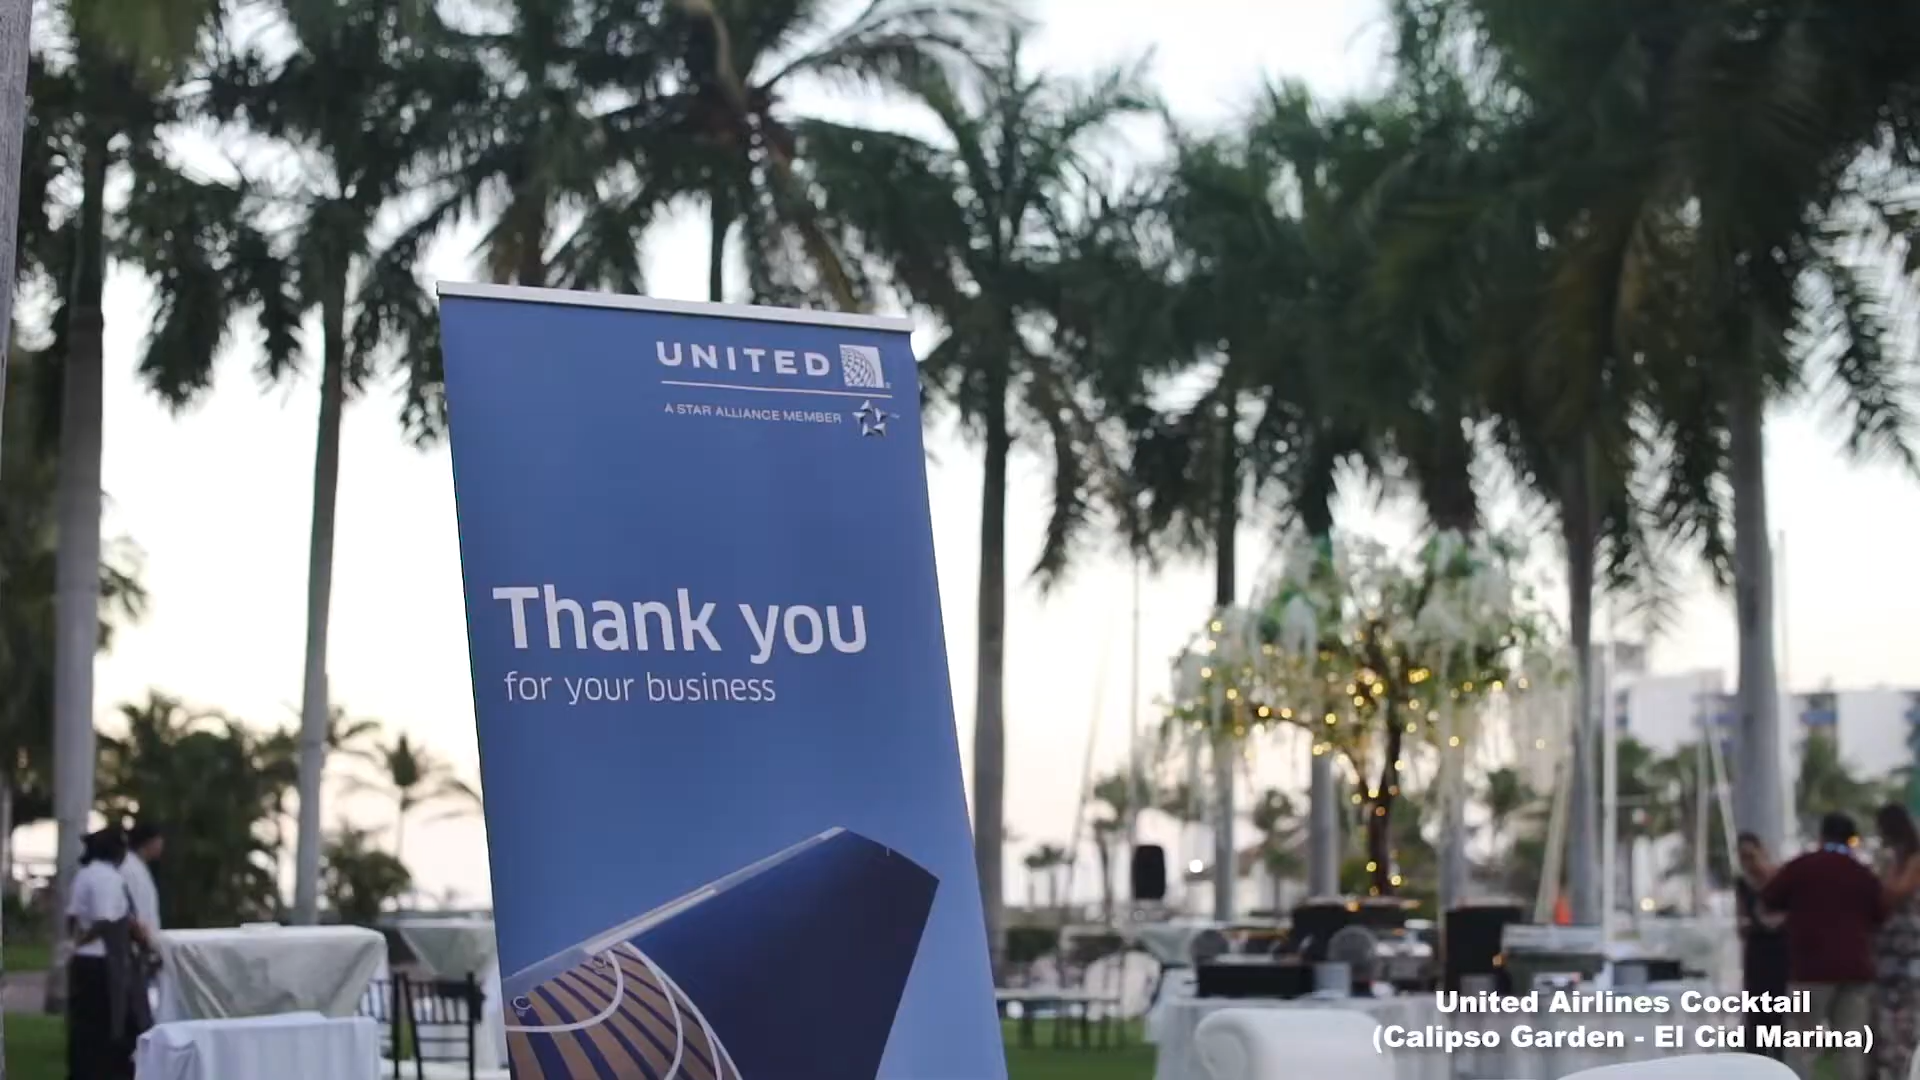 UNITED
A STAR ALLIANCE MEMBER
Thank you
for your business
United Airlines Cocktail
(Calipso Garden - El Cid Marina)